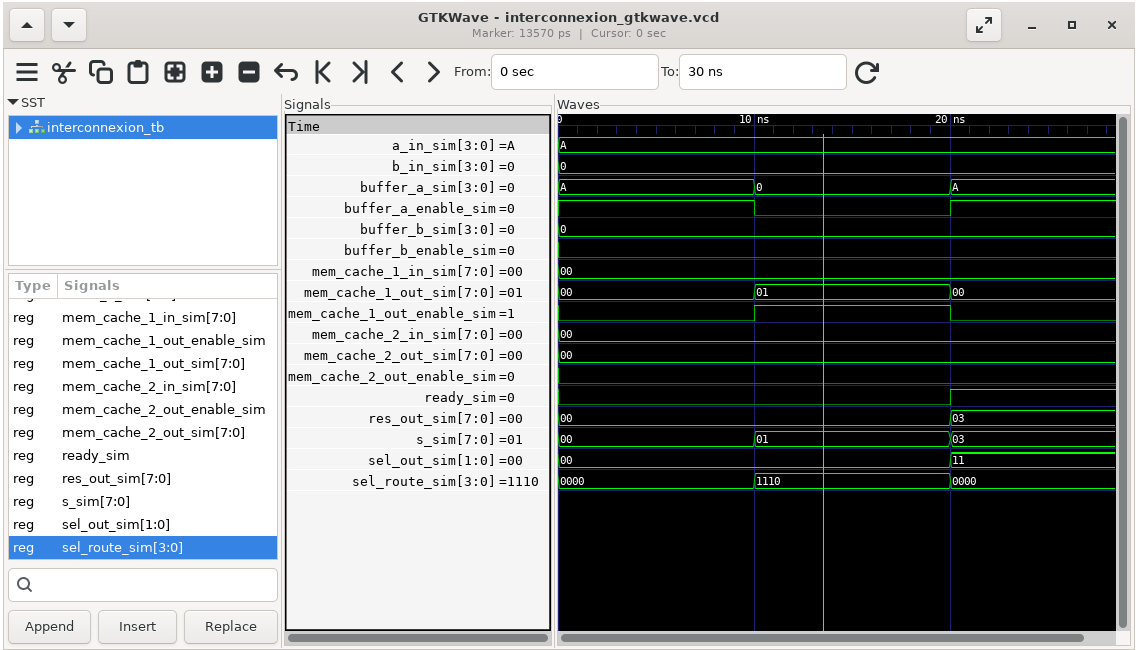 GTKWave - interconnexion_gtkwave.vcd
Marker: 13570 ps | Cursor: 0 sec
From: 0 sec To: 30 ns
SST
interconnexion_tb
Type Signals
reg mem_cache_1_in_sim[7:0]
reg mem_cache_1_out_enable_sim
reg mem_cache_1_out_sim[7:0]
reg mem_cache_2_in_sim[7:0]
reg mem_cache_2_out_enable_sim
reg mem_cache_2_out_sim[7:0]
reg ready_sim
reg res_out_sim[7:0]
reg s_sim[7:0]
reg sel_out_sim[1:0]
reg sel_route_sim[3:0]
Append Insert Replace
Signals
Time
a_in_sim[3:0] =A
b_in_sim[3:0] =0
buffer_a_sim[3:0] =0
buffer_a_enable_sim =0
buffer_b_sim[3:0] =0
buffer_b_enable_sim =0
mem_cache_1_in_sim[7:0] =00
mem_cache_1_out_sim[7:0] =01
mem_cache_1_out_enable_sim =1
mem_cache_2_in_sim[7:0] =00
mem_cache_2_out_sim[7:0] =00
mem_cache_2_out_enable_sim =0
ready_sim =0
res_out_sim[7:0] =00
s_sim[7:0] =01
sel_out_sim[1:0] =00
sel_route_sim[3:0] =1110
Waves
0 10 ns 20 ns
A
0
A 0 A
0
00
00 01 00
00
00
00 03
00 01 03
00 11
0000 1110 0000